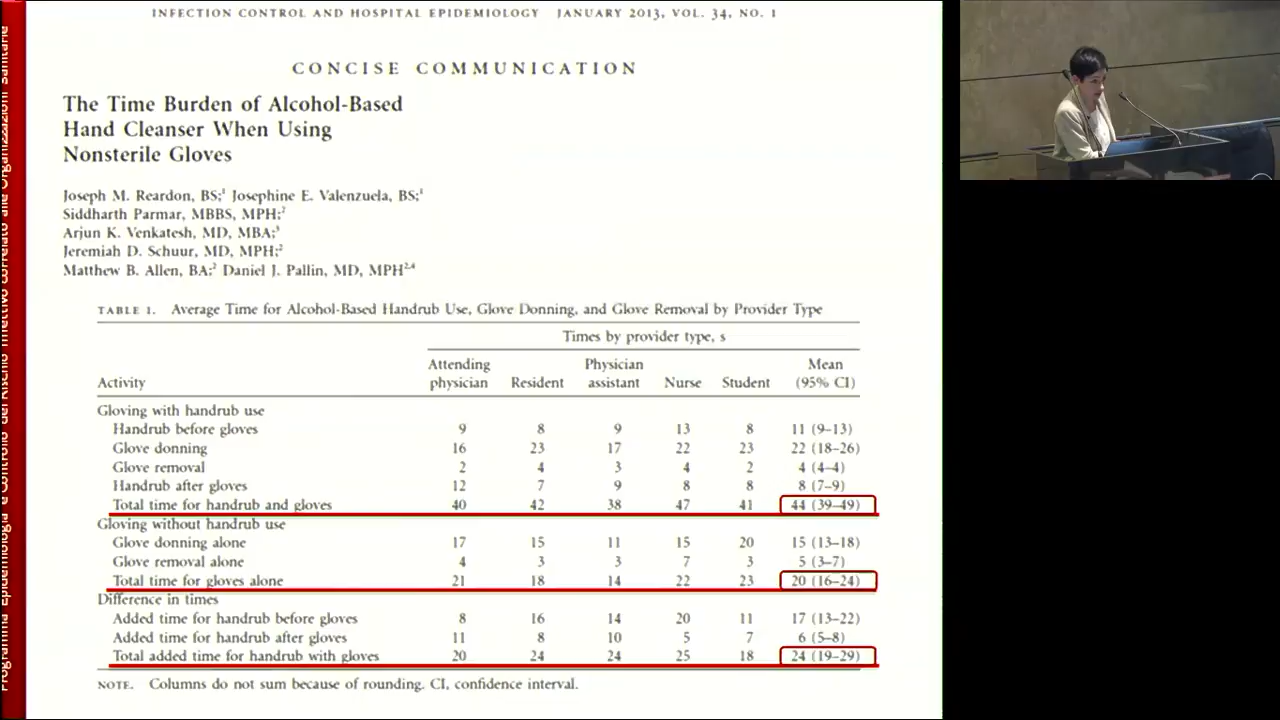 INFECTION CONTROL AND HOSPITAL EPIDEMIOLOGY JANUARY 2013, VOL. 34, NO. 1
CONCISE COMMUNICATION
The Time Burden of Alcohol-Based
Hand Cleanser When Using
Nonsterile Gloves
Joseph M. Reardon, BS;1 Josephine E. Valenzuela, BS;1
Siddharth Parmar, MBBS, MPH;2
Arjun K. Venkatesh, MD, MBA;3
Jeremiah D. Schuur, MD, MPH;2
Matthew B. Allen, BA;2 Daniel J. Pallin, MD, MPH2,4
TABLE 1. Average Time for Alcohol-Based Handrub Use, Glove Donning, and Glove Removal by Provider Type
Times by provider type, s
Attending Physician Mean
Activity physician Resident assistant Nurse Student (95% CI)
Gloving with handrub use
Handrub before gloves 9 8 9 13 8 11 (9–13)
Glove donning 16 23 17 22 23 22 (18–26)
Glove removal 2 4 3 4 2 4 (4–4)
Handrub after gloves 12 7 9 8 8 8 (7–9)
Total time for handrub and gloves 40 42 38 47 41 44 (39–49)
Gloving without handrub use
Glove donning alone 17 15 11 15 20 15 (13–18)
Glove removal alone 4 3 3 7 3 5 (3–7)
Total time for gloves alone 21 18 14 22 23 20 (16–24)
Difference in times
Added time for handrub before gloves 8 16 14 20 11 17 (13–22)
Added time for handrub after gloves 11 8 10 5 7 6 (5–8)
Total added time for handrub with gloves 20 24 24 25 18 24 (19–29)
NOTE. Columns do not sum because of rounding. CI, confidence interval.
Programma Epidemiologia e Controllo del Rischio Infettivo correlato alle Organizzazioni Sanitarie